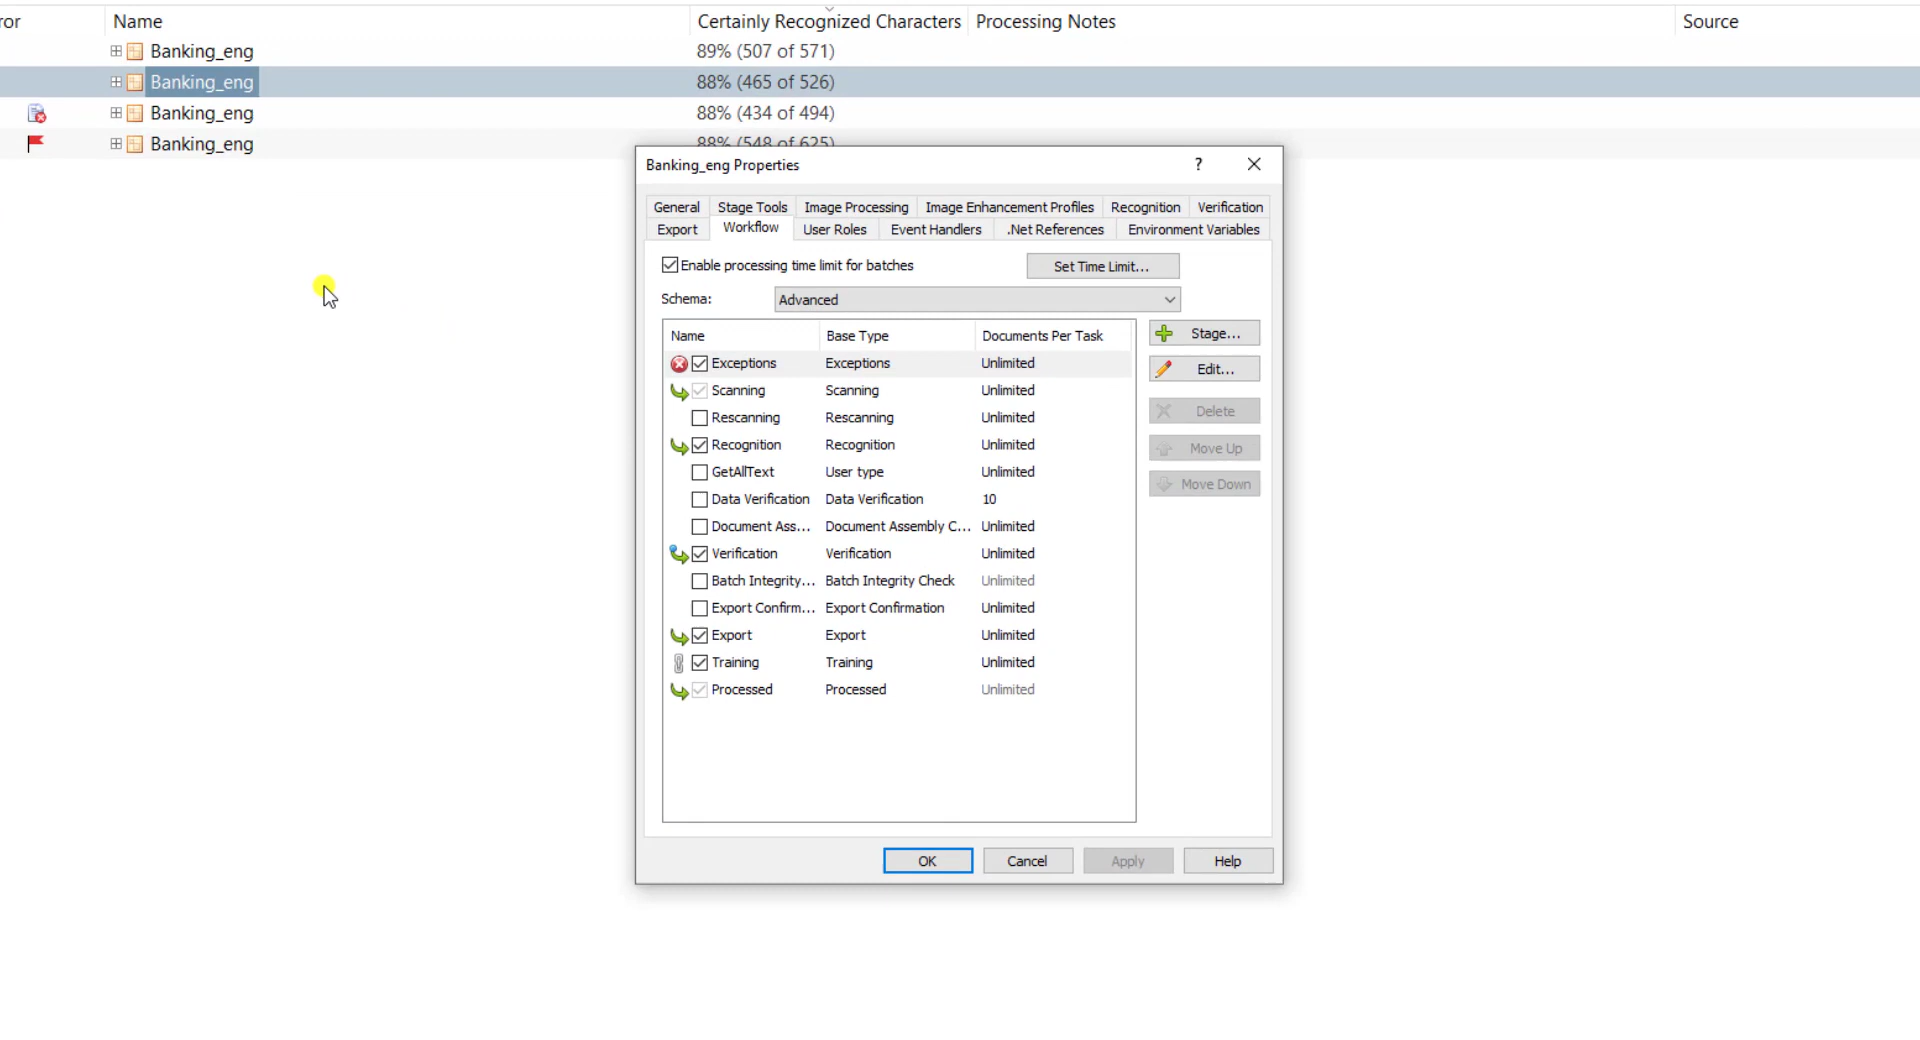 ror Name Certainly Recognized Characters Processing Notes Source
Banking_eng 89% (507 of 571)
Banking_eng 88% (465 of 526)
Banking_eng 88% (434 of 494)
Banking_eng 88% (548 of 625)
Banking_eng Properties ?
General Stage Tools Image Processing Image Enhancement Profiles Recognition Verification
Export Workflow User Roles Event Handlers .Net References Environment Variables
Enable processing time limit for batches Set Time Limit...
Schema: Advanced
Name Base Type Documents Per Task Stage...
Exceptions Exceptions Unlimited Edit...
Scanning Scanning Unlimited
Rescanning Rescanning Unlimited Delete
Recognition Recognition Unlimited Move Up
GetAllText User type Unlimited Move Down
Data Verification Data Verification 10
Document Ass... Document Assembly C... Unlimited
Verification Verification Unlimited
Batch Integrity... Batch Integrity Check Unlimited
Export Confirm... Export Confirmation Unlimited
Export Export Unlimited
Training Training Unlimited
Processed Processed Unlimited
OK Cancel Apply Help